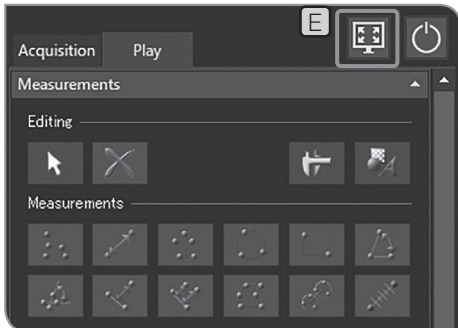 E
Acquisition Play
Measurements
Editing
Measurements